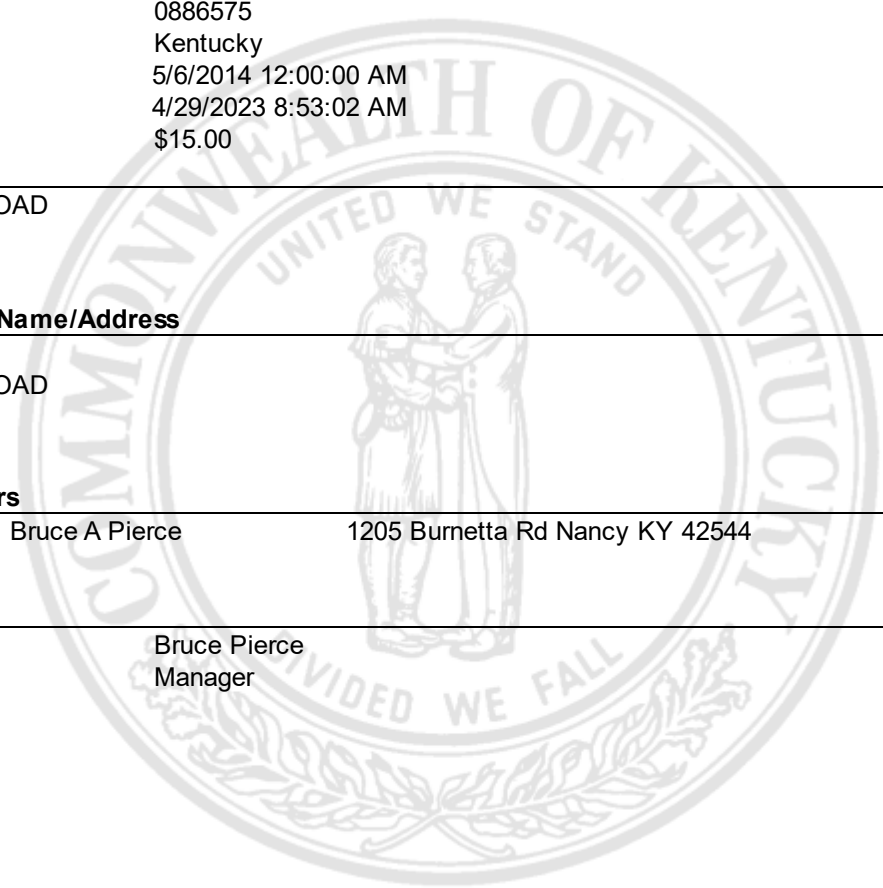 0886575
Kentucky
5/6/2014 12:00:00 AM
4/29/2023 8:53:02 AM
$15.00
OAD
Name/Address
OAD
rs
Bruce A Pierce 1205 Burnetta Rd Nancy KY 42544
Bruce Pierce
Manager
COMMONWEALTH OF KENTUCKY
UNITED WE STAND
DIVIDED WE FALL